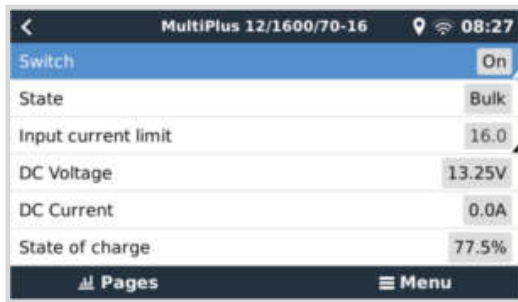 MultiPlus 12/1600/70-16 08:27
Switch On
State Bulk
Input current limit 16.0
DC Voltage 13.25V
DC Current 0.0A
State of charge 77.5%
Pages Menu